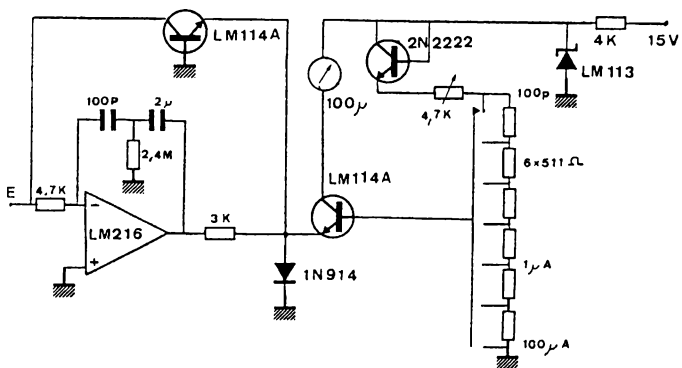 LM114A
2N2222
4K
15V
LM113
100P
2μ
100μ
4,7K
100p
2,4M
6×511 Ω
LM114A
E
4.7K
LM216
3K
1N914
1μA
100μA